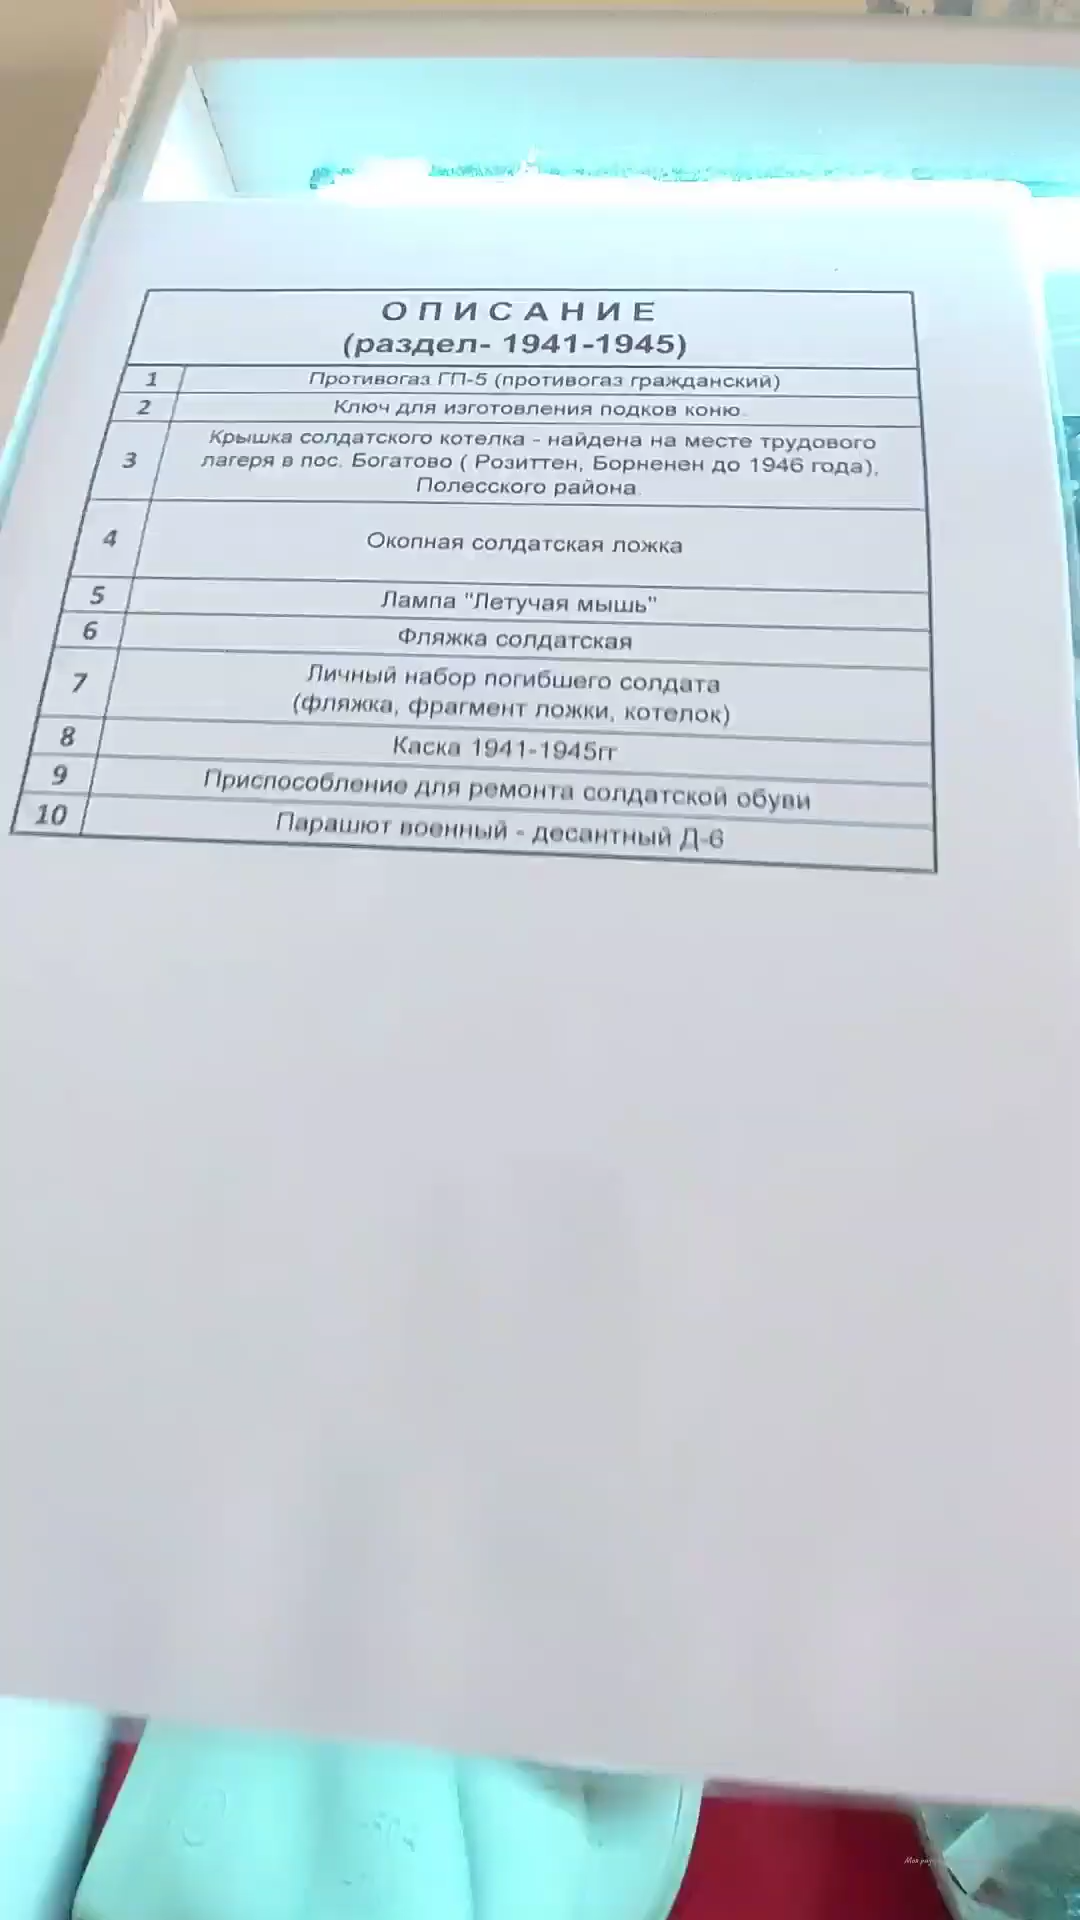 ОПИСАНИЕ
(раздел- 1941-1945)
1 Противогаз ГП-5 (противогаз гражданский)
2 Ключ для изготовления подков коню.
3 Крышка солдатского котелка - найдена на месте трудового
лагеря в пос. Богатово ( Розиттен, Борненен до 1946 года),
Полесского района.
4 Окопная солдатская ложка
5 Лампа "Летучая мышь"
6 Фляжка солдатская
7 Личный набор погибшего солдата
(фляжка, фрагмент ложки, котелок)
8 Каска 1941-1945гг
9 Приспособление для ремонта солдатской обуви
10 Парашют военный - десантный Д-6